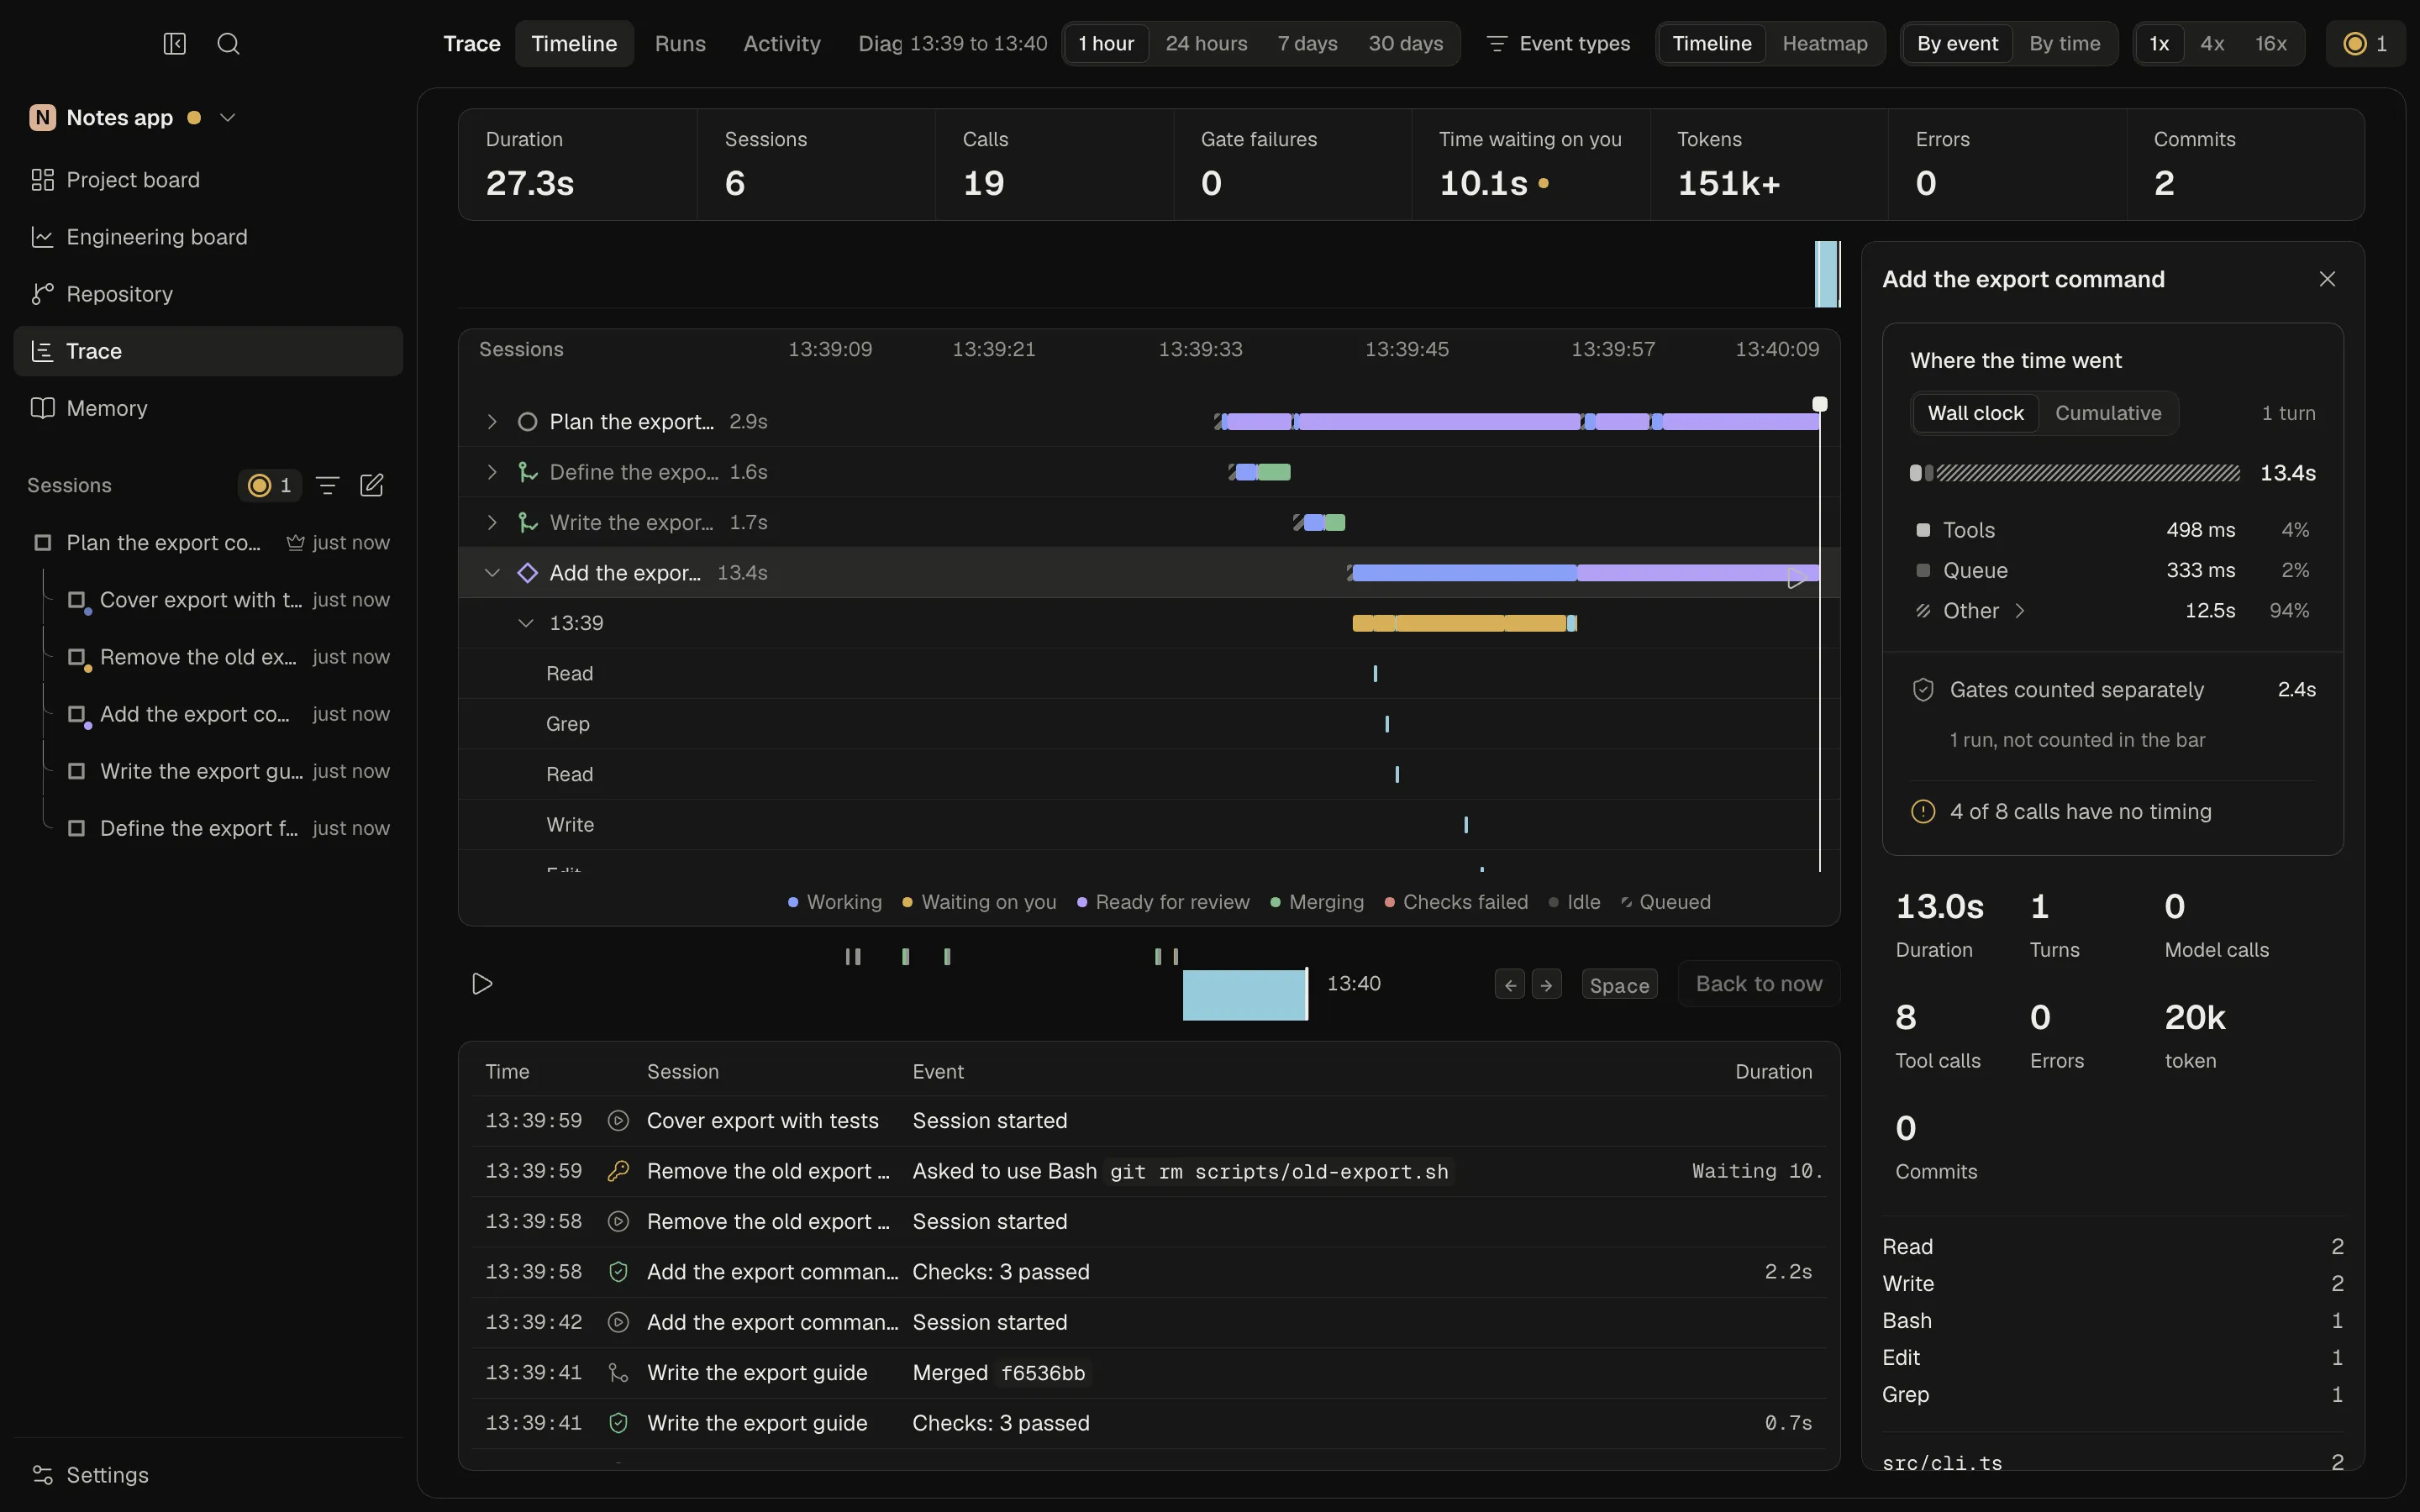 Trace Timeline Runs Activity Diag 13:39 to 13:40 1 hour 24 hours 7 days 30 days Event types Timeline Heatmap By event By time 1x 4x 16x 1
N Notes app
Project board
Engineering board
Repository
Trace
Memory
Sessions 1
Plan the export co... just now
Cover export with t... just now
Remove the old ex... just now
Add the export co... just now
Write the export gu... just now
Define the export f... just now
Settings
Duration Sessions Calls Gate failures Time waiting on you Tokens Errors Commits
27.3s 6 19 0 10.1s 151k+ 0 2
Sessions 13:39:09 13:39:21 13:39:33 13:39:45 13:39:57 13:40:09
Plan the export... 2.9s
Define the expo... 1.6s
Write the expor... 1.7s
Add the expor... 13.4s
13:39
Read
Grep
Read
Write
Edit
Working Waiting on you Ready for review Merging Checks failed Idle Queued
13:40 Space Back to now
Time Session Event Duration
13:39:59 Cover export with tests Session started
13:39:59 Remove the old export ... Asked to use Bash git rm scripts/old-export.sh Waiting 10.
13:39:58 Remove the old export ... Session started
13:39:58 Add the export comman... Checks: 3 passed 2.2s
13:39:42 Add the export comman... Session started
13:39:41 Write the export guide Merged f6536bb
13:39:41 Write the export guide Checks: 3 passed 0.7s
Add the export command
Where the time went
Wall clock Cumulative 1 turn
13.4s
Tools 498 ms 4%
Queue 333 ms 2%
Other 12.5s 94%
Gates counted separately 2.4s
1 run, not counted in the bar
4 of 8 calls have no timing
13.0s 1 0
Duration Turns Model calls
8 0 20k
Tool calls Errors token
0
Commits
Read 2
Write 2
Bash 1
Edit 1
Grep 1
src/cli.ts 2